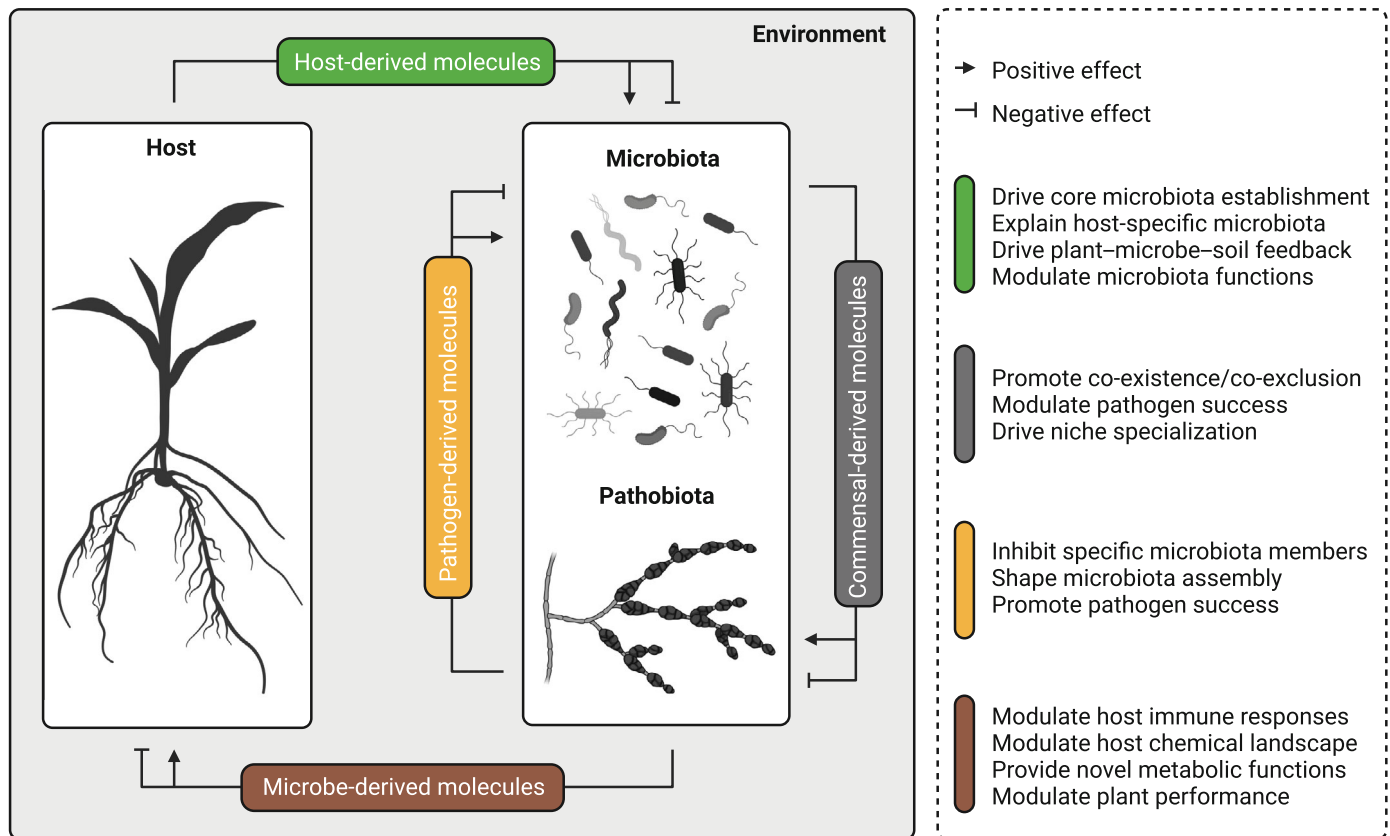 Environment
Host-derived molecules
Host
Microbiota
Pathogen-derived molecules
Commensal-derived molecules
Pathobiota
Microbe-derived molecules
Positive effect
Negative effect
Drive core microbiota establishment
Explain host-specific microbiota
Drive plant–microbe–soil feedback
Modulate microbiota functions
Promote co-existence/co-exclusion
Modulate pathogen success
Drive niche specialization
Inhibit specific microbiota members
Shape microbiota assembly
Promote pathogen success
Modulate host immune responses
Modulate host chemical landscape
Provide novel metabolic functions
Modulate plant performance